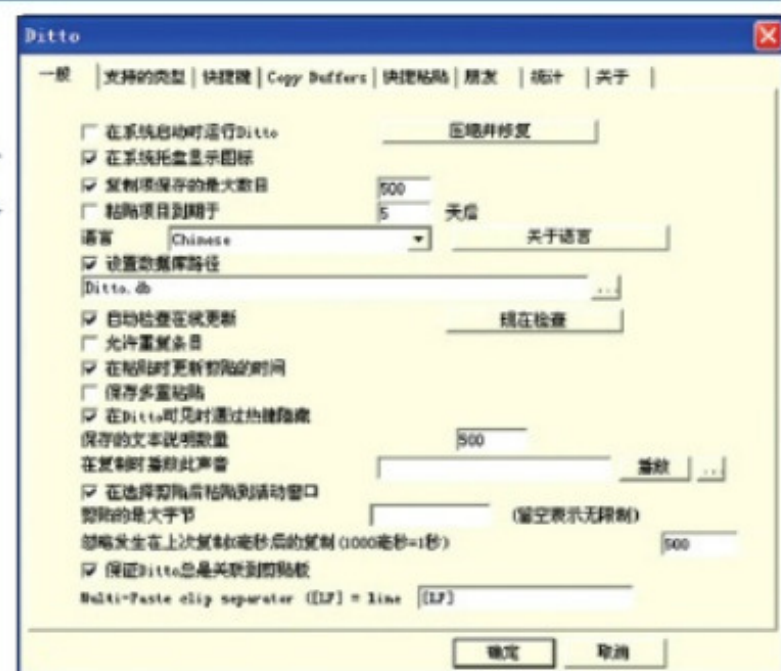 Ditto
一般 | 支持的类型 | 快捷键 | Copy Buffers | 快捷粘贴 | 朋友 | 统计 | 关于 |
在系统启动时运行Ditto 压缩并修复
在系统托盘显示图标
复制项保存的最大数目 500
粘贴项目到期于 5 天后
语言 Chinese 关于语言
设置数据库路径
Ditto.db ...
自动检查在线更新 现在检查
允许重复条目
在粘贴时更新剪贴的时间
保存多重粘贴
在Ditto可见时通过热键隐藏
保存的文本说明数量 500
在复制时播放此声音 播放 ...
在选择剪贴后粘贴到活动窗口
剪贴的最大字节 (留空表示无限制)
忽略发生在上次复制X毫秒后的复制(1000毫秒=1秒) 500
保证Ditto总是关联到剪贴板
Multi-Paste clip separator ([LF] = line [LF]
确定 取消